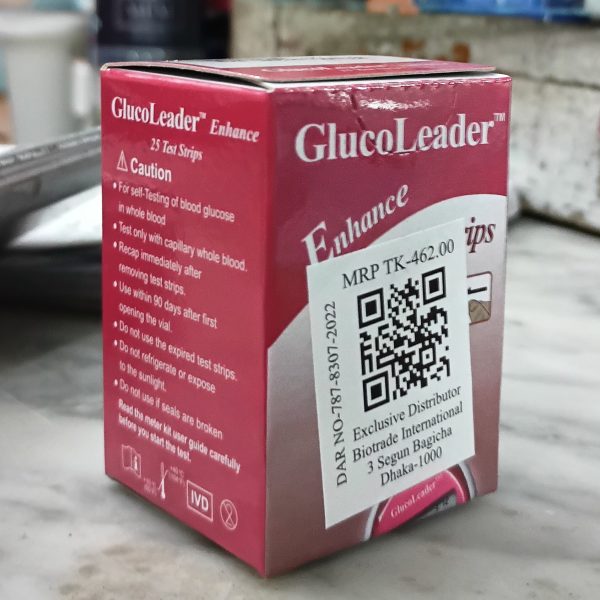 GlucoLeader™ Enhance
25 Test Strips
Caution
• For self-Testing of blood glucose
in whole blood
• Test only with capillary whole blood.
• Recap immediately after
removing test strips.
• Use within 90 days after first
opening the vial.
• Do not use the expired test strips.
• Do not refrigerate or expose
to the sunlight.
• Do not use if seals are broken
Read the meter kit user guide carefully
before you start the test.
IVD
GlucoLeader™
Enhance
MRP TK-462.00
DAR NO-787-8307-2022
Exclusive Distributor
Biotrade International
3 Segun Bagicha
Dhaka-1000
GlucoLeader